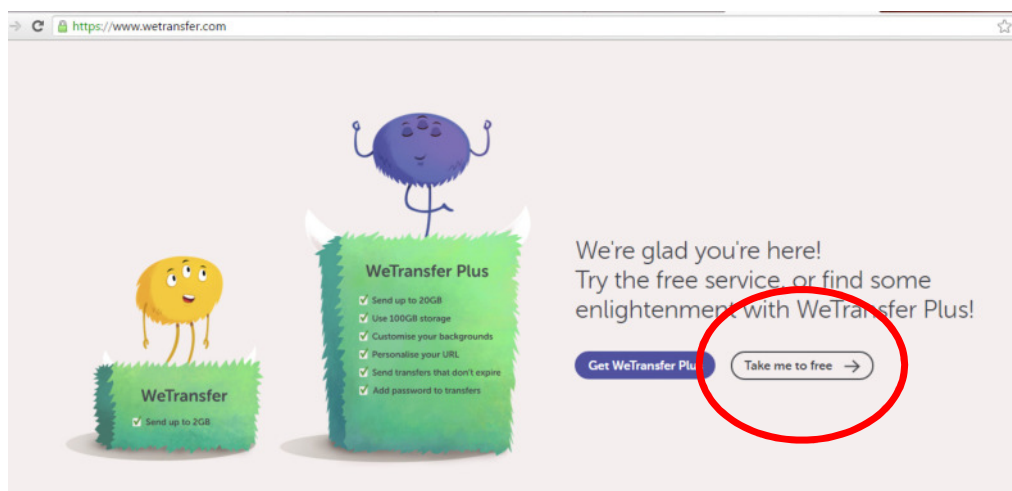 https://www.wetransfer.com
WeTransfer
Send up to 2GB
WeTransfer Plus
Send up to 20GB
Use 100GB storage
Customise your backgrounds
Personalise your URL
Send transfers that don't expire
Add password to transfers
We're glad you're here!
Try the free service, or find some
enlightenment with WeTransfer Plus!
Get WeTransfer Plus
Take me to free →